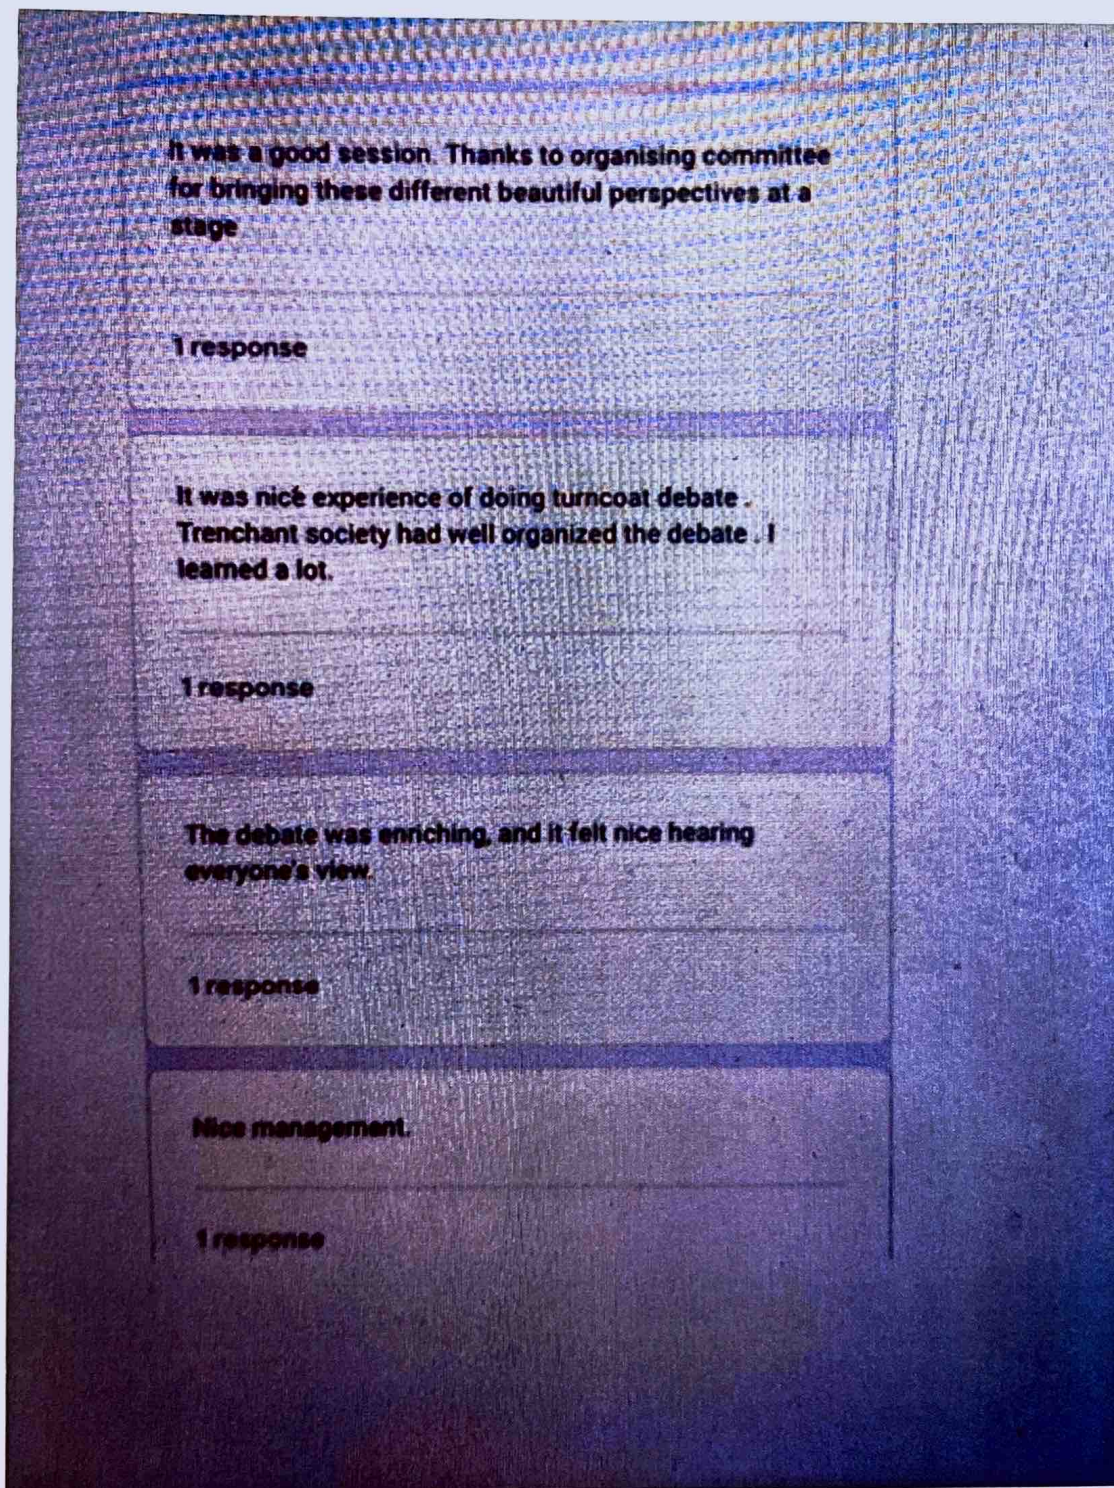 It was a good session. Thanks to organising committee
for bringing these different beautiful perspectives at a
stage
1 response
It was nice experience of doing turncoat debate .
Trenchant society had well organized the debate . I
learned a lot.
1 response
The debate was enriching, and it felt nice hearing
everyone's view.
1 response
Nice management.
1 response